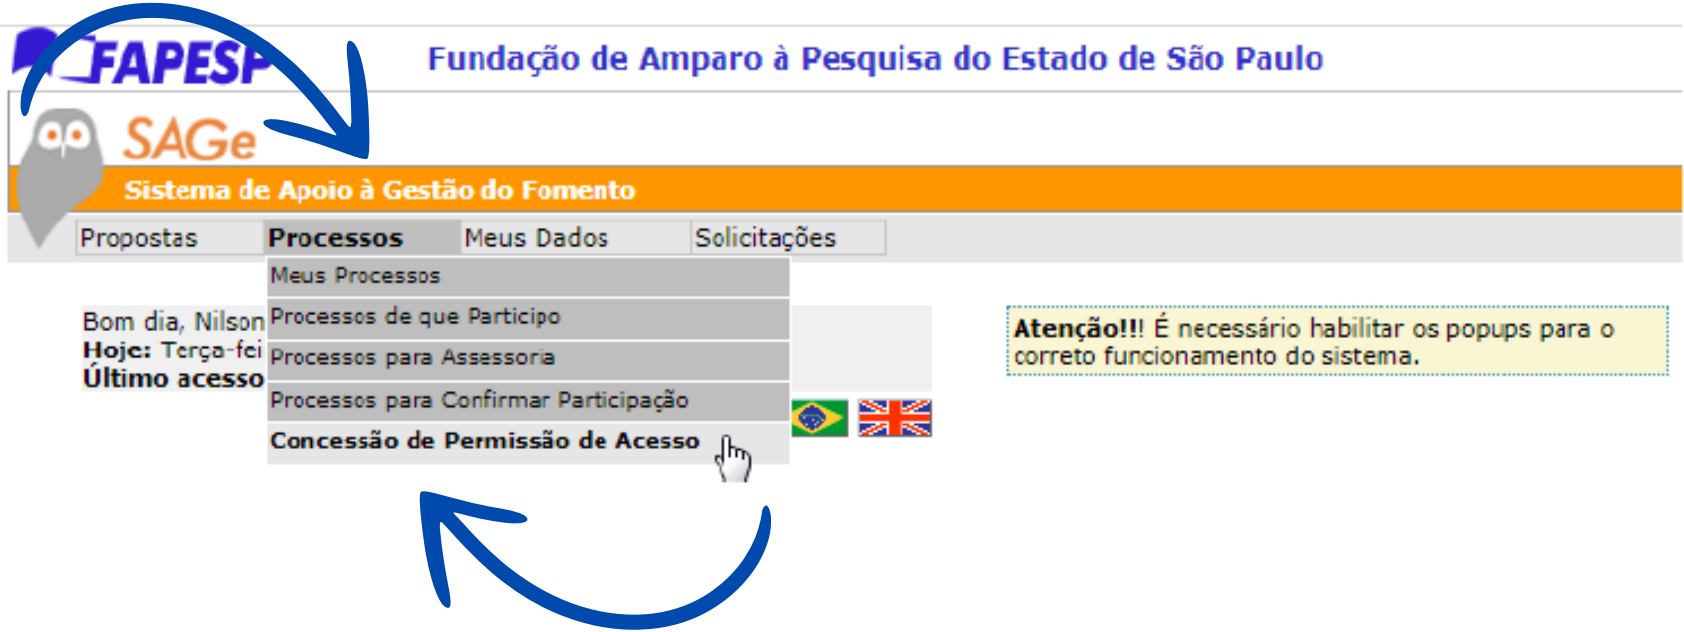 FAPESP
Fundação de Amparo à Pesquisa do Estado de São Paulo
SAGe
Sistema de Apoio à Gestão do Fomento
Propostas Processos Meus Dados Solicitações
Meus Processos
Processos de que Participo
Processos para Assessoria
Processos para Confirmar Participação
Concessão de Permissão de Acesso
Bom dia, Nilson
Hoje: Terça-fei
Último acesso
Atenção!!! É necessário habilitar os popups para o
correto funcionamento do sistema.